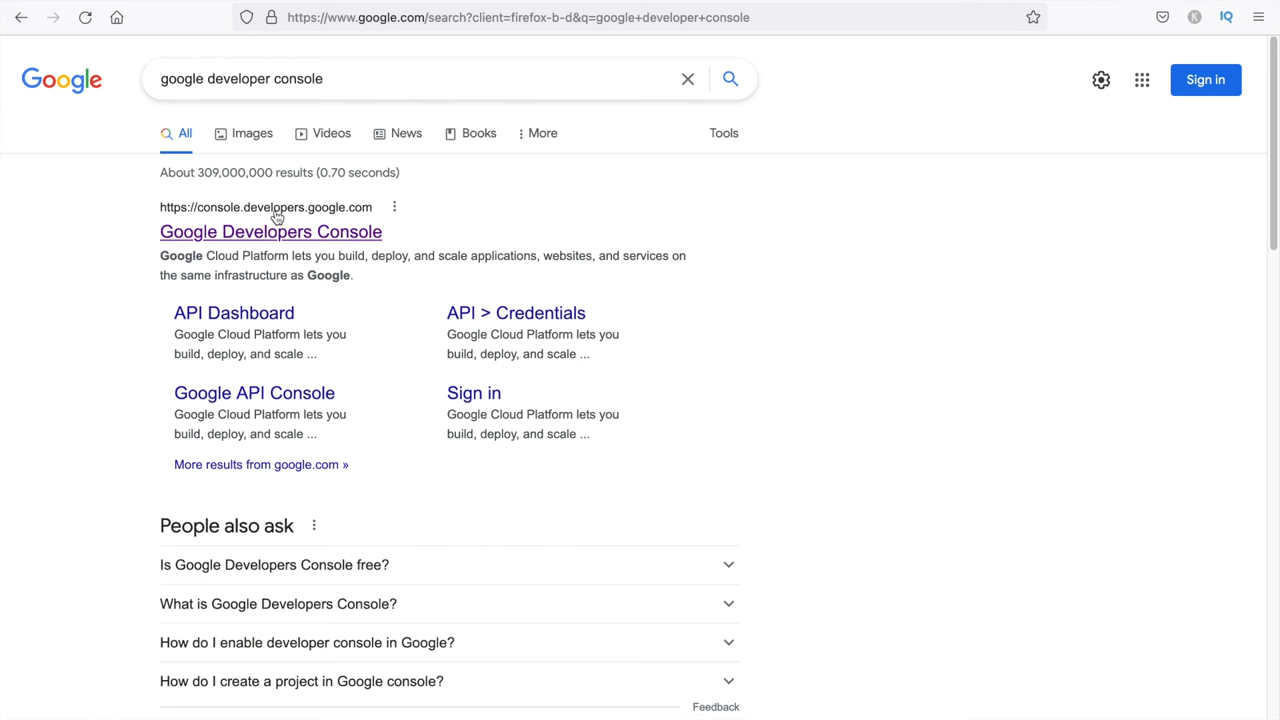 https://www.google.com/search?client=firefox-b-d&q=google+developer+console
K
IQ
Google
google developer console
Sign in
All
Images
Videos
News
Books
More
Tools
About 309,000,000 results (0.70 seconds)
https://console.developers.google.com
Google Developers Console
Google Cloud Platform lets you build, deploy, and scale applications, websites, and services on
the same infrastructure as Google.
API Dashboard
Google Cloud Platform lets you
build, deploy, and scale ...
API > Credentials
Google Cloud Platform lets you
build, deploy, and scale ...
Google API Console
Google Cloud Platform lets you
build, deploy, and scale ...
Sign in
Google Cloud Platform lets you
build, deploy, and scale ...
More results from google.com »
People also ask
Is Google Developers Console free?
What is Google Developers Console?
How do I enable developer console in Google?
How do I create a project in Google console?
Feedback